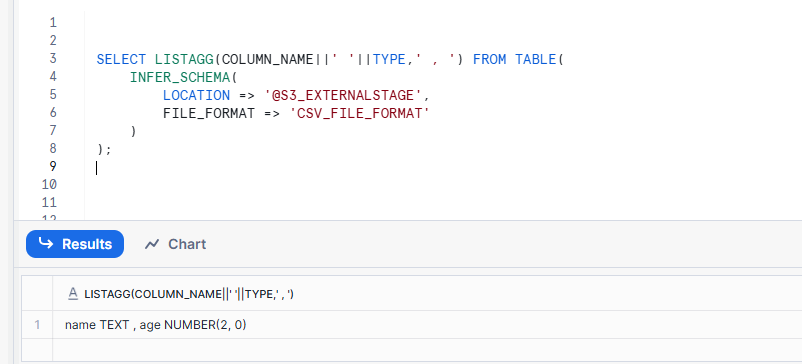 1
2
3 SELECT LISTAGG(COLUMN_NAME||' '||TYPE,' , ') FROM TABLE(
4 INFER_SCHEMA(
5 LOCATION => '@S3_EXTERNALSTAGE',
6 FILE_FORMAT => 'CSV_FILE_FORMAT'
7 )
8 );
9
10
11
12
Results Chart
A LISTAGG(COLUMN_NAME||' '||TYPE,' , ')
1 name TEXT , age NUMBER(2, 0)